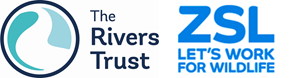 The
Rivers
Trust
ZSL
LET'S WORK
FOR WILDLIFE